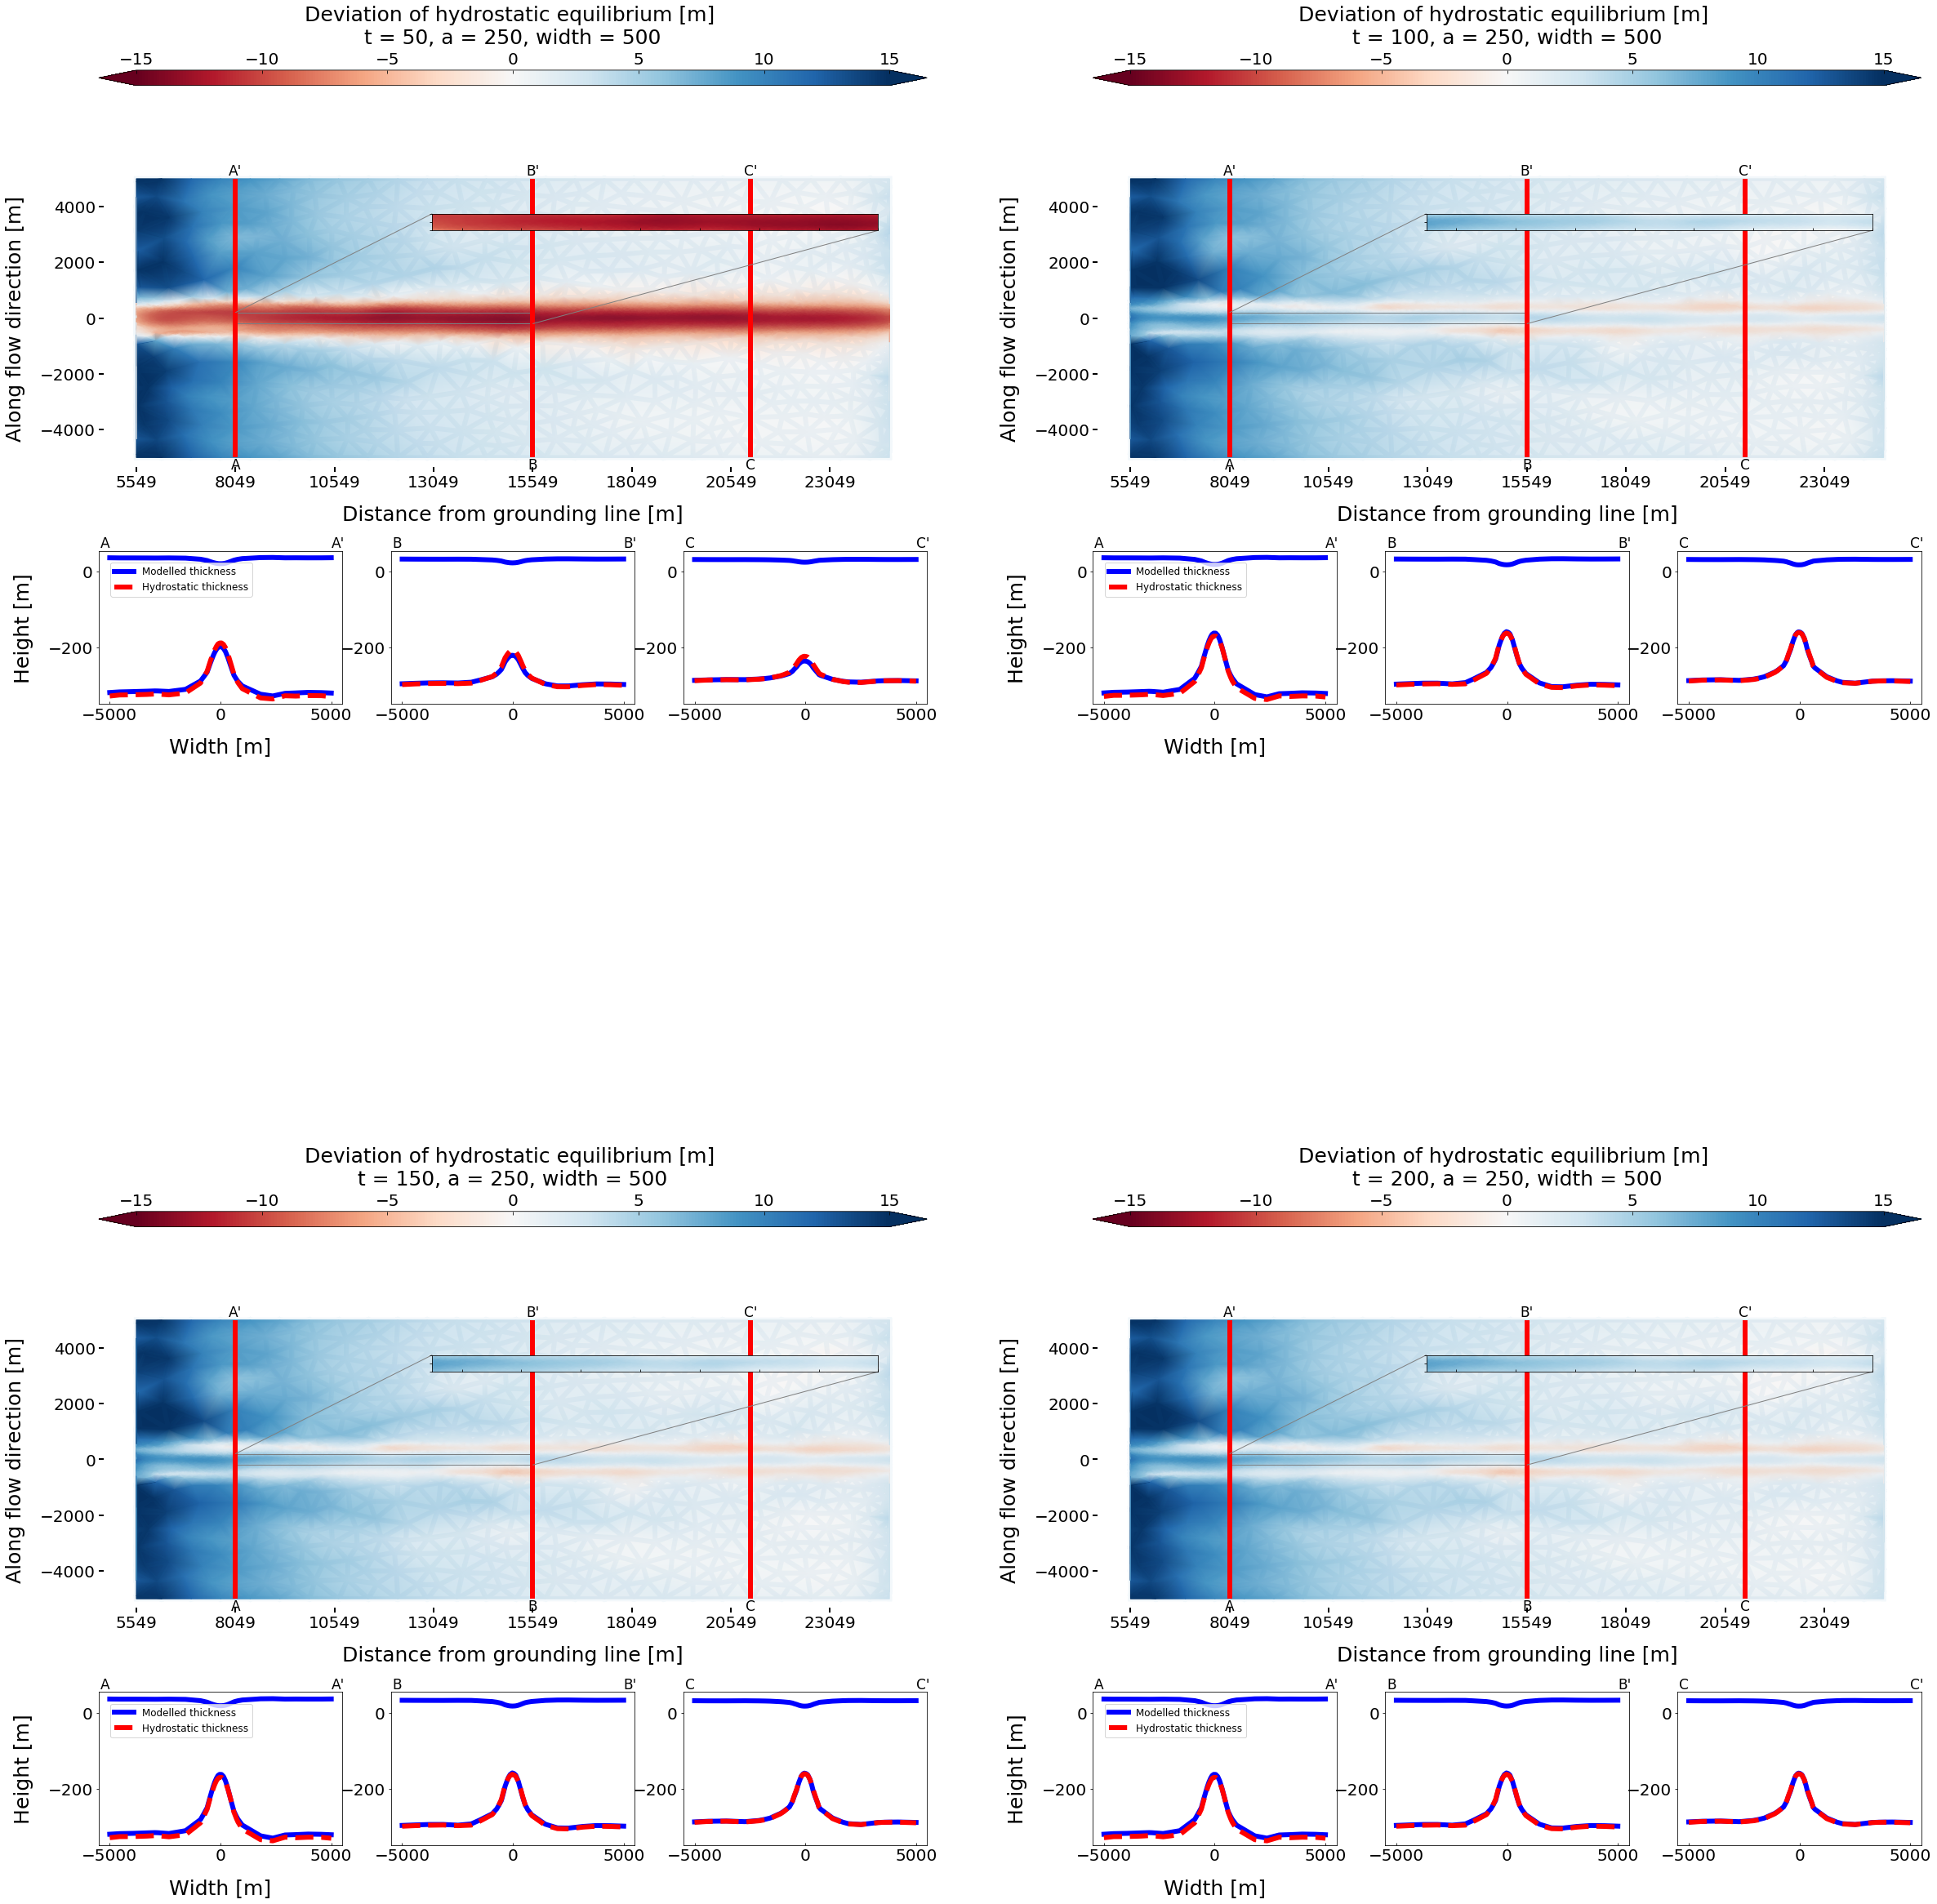 Deviation of hydrostatic equilibrium [m]
t = 50, a = 250, width = 500
−15 −10 −5 0 5 10 15
A' B' C'
4000
2000
0
−2000
−4000
Along flow direction [m]
A B C
5549 8049 10549 13049 15549 18049 20549 23049
Distance from grounding line [m]
A A' B B' C C'
0 0 0
Modelled thickness
Hydrostatic thickness
Height [m]
−200 −200 −200
−5000 0 5000 −5000 0 5000 −5000 0 5000
Width [m]
Deviation of hydrostatic equilibrium [m]
t = 100, a = 250, width = 500
−15 −10 −5 0 5 10 15
A' B' C'
4000
2000
0
−2000
−4000
Along flow direction [m]
A B C
5549 8049 10549 13049 15549 18049 20549 23049
Distance from grounding line [m]
A A' B B' C C'
0 0 0
Modelled thickness
Hydrostatic thickness
Height [m]
−200 −200 −200
−5000 0 5000 −5000 0 5000 −5000 0 5000
Width [m]
Deviation of hydrostatic equilibrium [m]
t = 150, a = 250, width = 500
−15 −10 −5 0 5 10 15
A' B' C'
4000
2000
0
−2000
−4000
Along flow direction [m]
A B C
5549 8049 10549 13049 15549 18049 20549 23049
Distance from grounding line [m]
A A' B B' C C'
0 0 0
Modelled thickness
Hydrostatic thickness
Height [m]
−200 −200 −200
−5000 0 5000 −5000 0 5000 −5000 0 5000
Width [m]
Deviation of hydrostatic equilibrium [m]
t = 200, a = 250, width = 500
−15 −10 −5 0 5 10 15
A' B' C'
4000
2000
0
−2000
−4000
Along flow direction [m]
A B C
5549 8049 10549 13049 15549 18049 20549 23049
Distance from grounding line [m]
A A' B B' C C'
0 0 0
Modelled thickness
Hydrostatic thickness
Height [m]
−200 −200 −200
−5000 0 5000 −5000 0 5000 −5000 0 5000
Width [m]